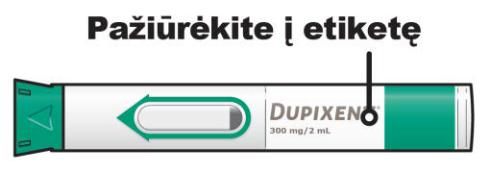 Pažiūrėkite į etiketę
DUPIXENT
300 mg/2 mL